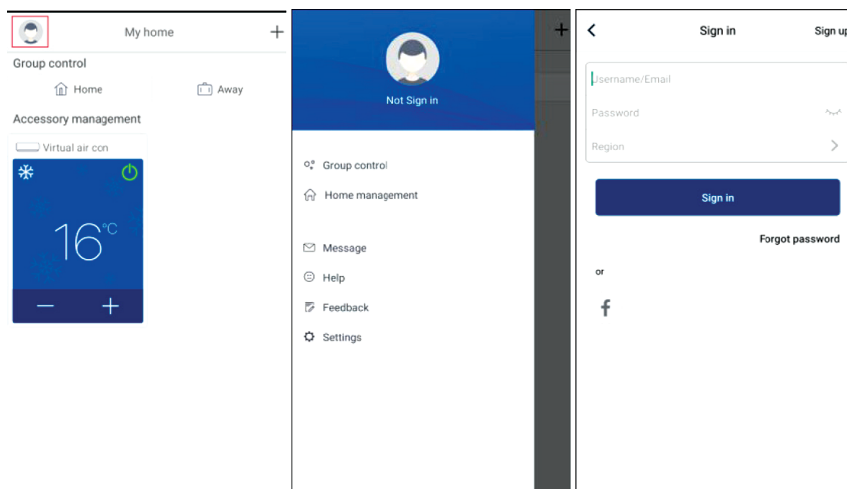 My home
+
Group control
Home
Away
Accessory management
Virtual air con
16°C
— +
+
Not Sign in
Group control
Home management
Message
Help
Feedback
Settings
Sign in
Sign up
Username/Email
Password
Region
Sign in
Forgot password
or
f